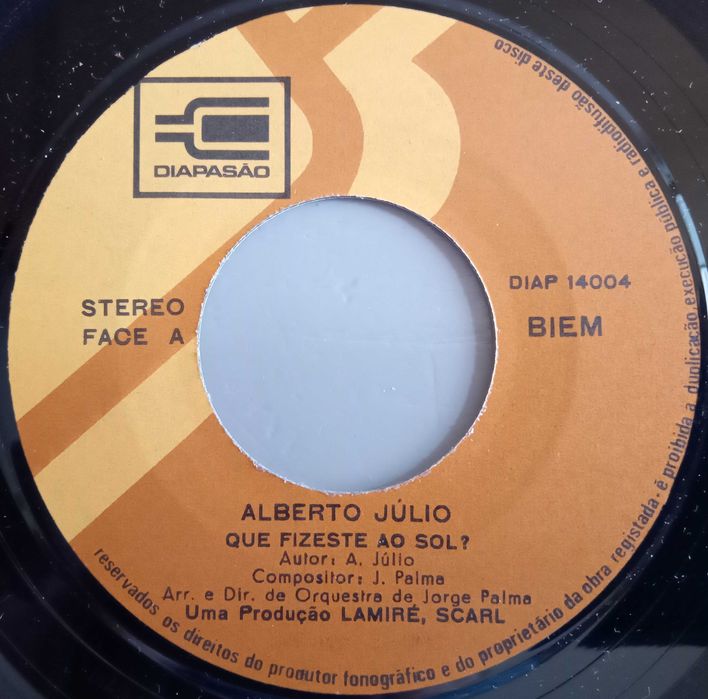 DIAPASÃO
STEREO
FACE A
DIAP 14004
BIEM
ALBERTO JÚLIO
QUE FIZESTE AO SOL?
Autor: A. Júlio
Compositor: J. Palma
Arr. e Dir. de Orquestra de Jorge Palma
Uma Produção LAMIRÉ, SCARL
reservados os direitos do produtor fonográfico e do proprietário da obra registada - é proibida a duplicação, execução pública e radiodifusão deste disco